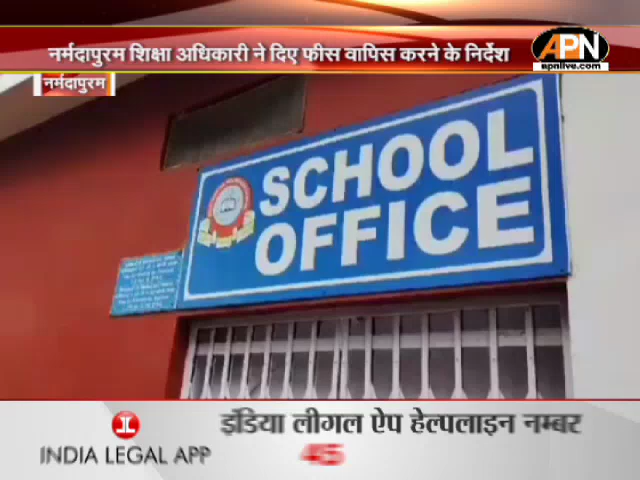 नर्मदापुरम शिक्षा अधिकारी ने दिए फीस वापिस करने के निर्देश
APN
apnlive.com
नर्मदापुरम
SCHOOL
OFFICE
इंडिया लीगल ऐप हेल्पलाइन नम्बर
INDIA LEGAL APP